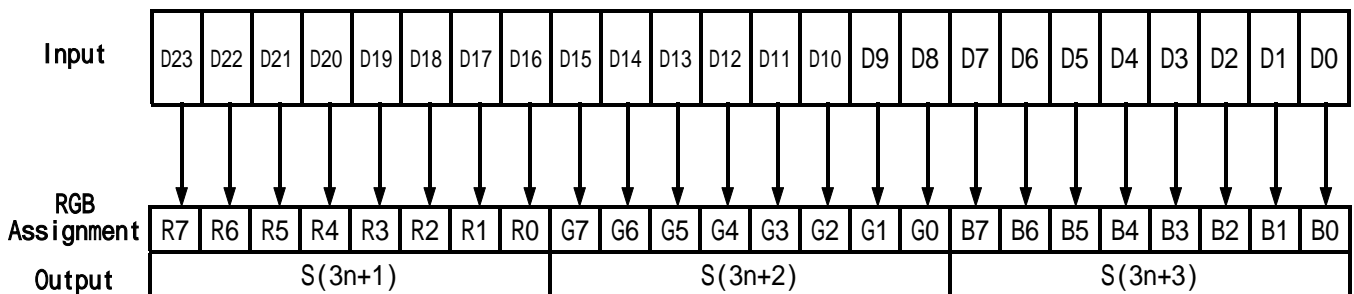 Input D23 D22 D21 D20 D19 D18 D17 D16 D15 D14 D13 D12 D11 D10 D9 D8 D7 D6 D5 D4 D3 D2 D1 D0
RGB
Assignment R7 R6 R5 R4 R3 R2 R1 R0 G7 G6 G5 G4 G3 G2 G1 G0 B7 B6 B5 B4 B3 B2 B1 B0
Output S(3n+1) S(3n+2) S(3n+3)